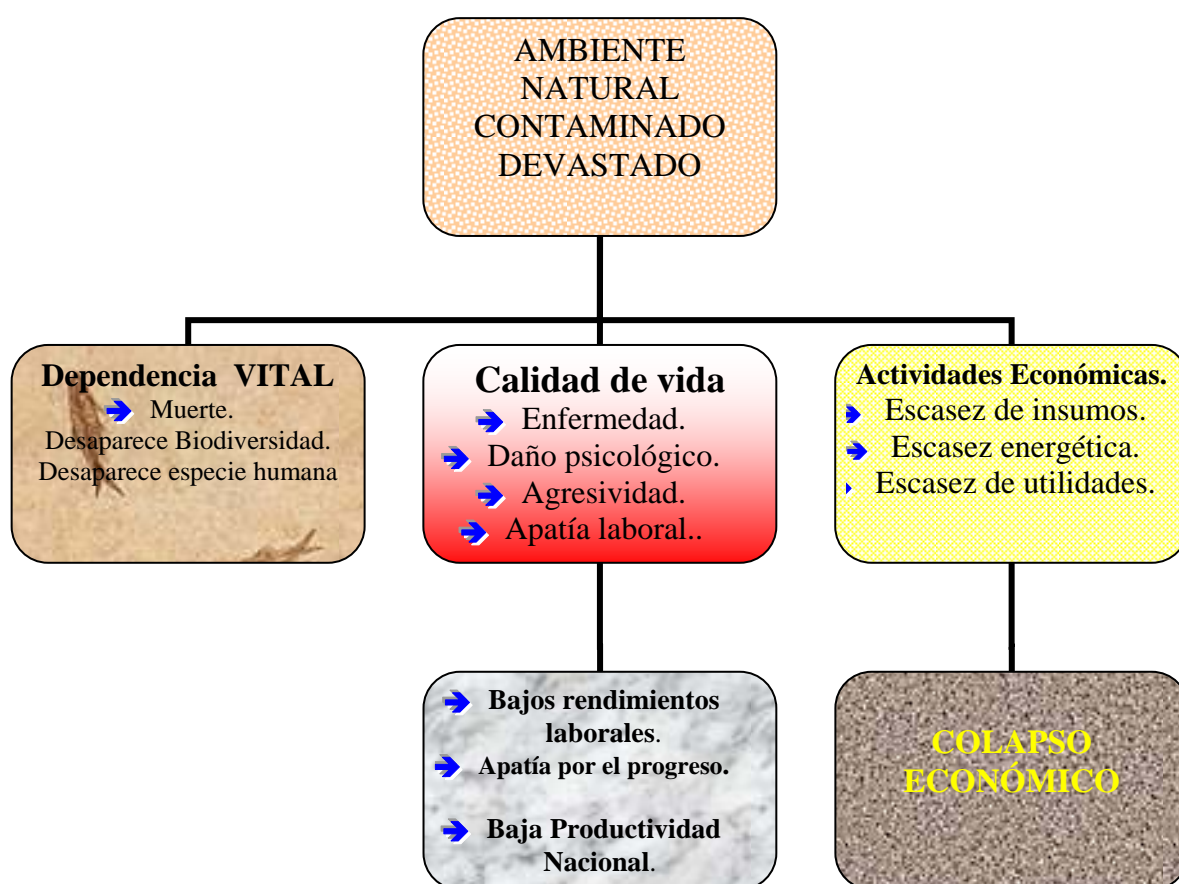 AMBIENTE
NATURAL
CONTAMINADO
DEVASTADO
Dependencia VITAL
Muerte.
Desaparece Biodiversidad.
Desaparece especie humana
Calidad de vida
Enfermedad.
Daño psicológico.
Agresividad.
Apatía laboral..
Actividades Económicas.
Escasez de insumos.
Escasez energética.
Escasez de utilidades.
Bajos rendimientos
laborales.
Apatía por el progreso.
Baja Productividad
Nacional.
COLAPSO
ECONÓMICO